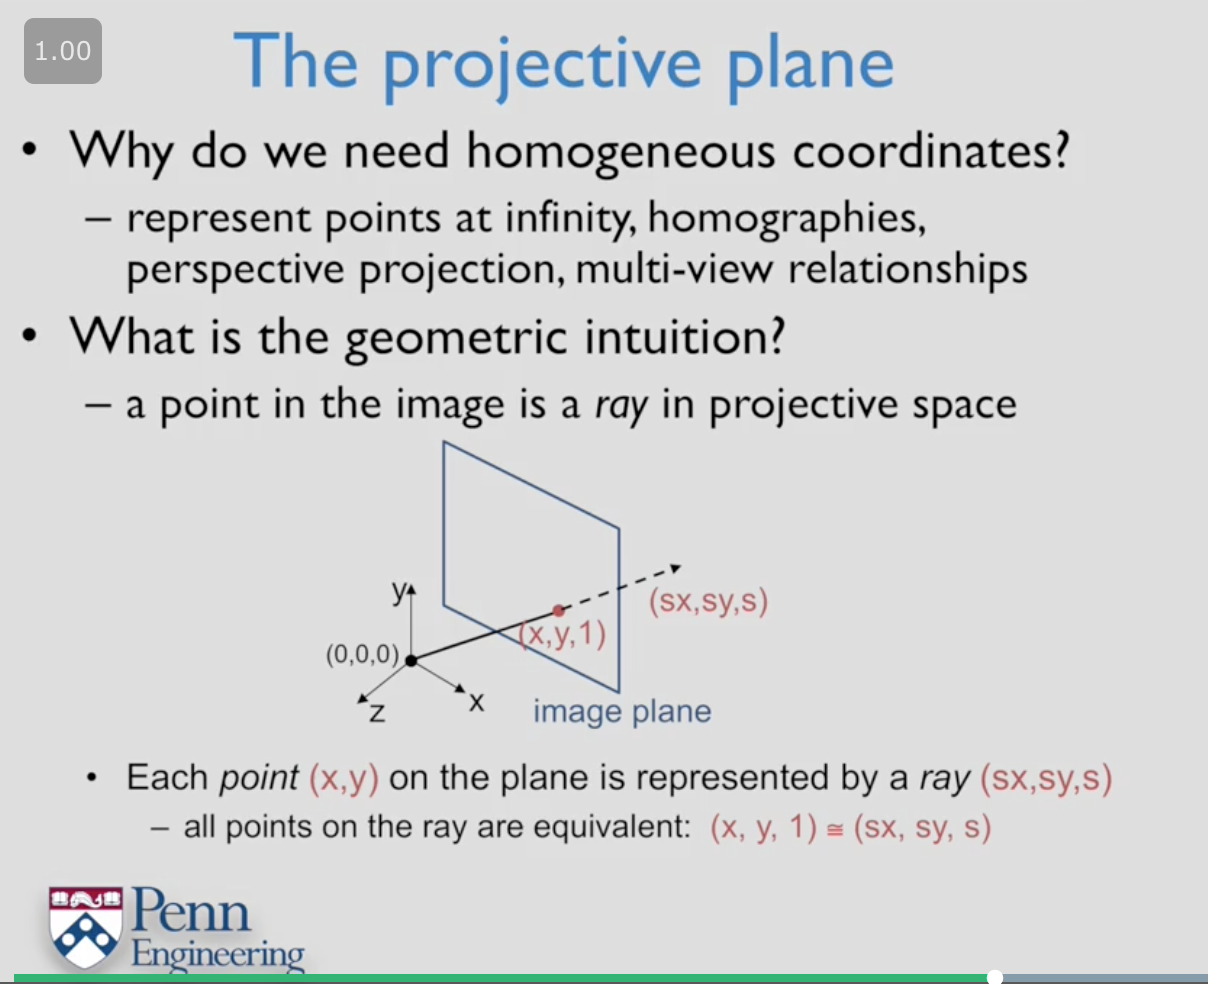 1.00
The projective plane
• Why do we need homogeneous coordinates?
– represent points at infinity, homographies,
perspective projection, multi-view relationships
• What is the geometric intuition?
– a point in the image is a ray in projective space
y
(sx,sy,s)
(x,y,1)
(0,0,0)
x
z
image plane
• Each point (x,y) on the plane is represented by a ray (sx,sy,s)
– all points on the ray are equivalent: (x, y, 1) ≅ (sx, sy, s)
Penn
Engineering